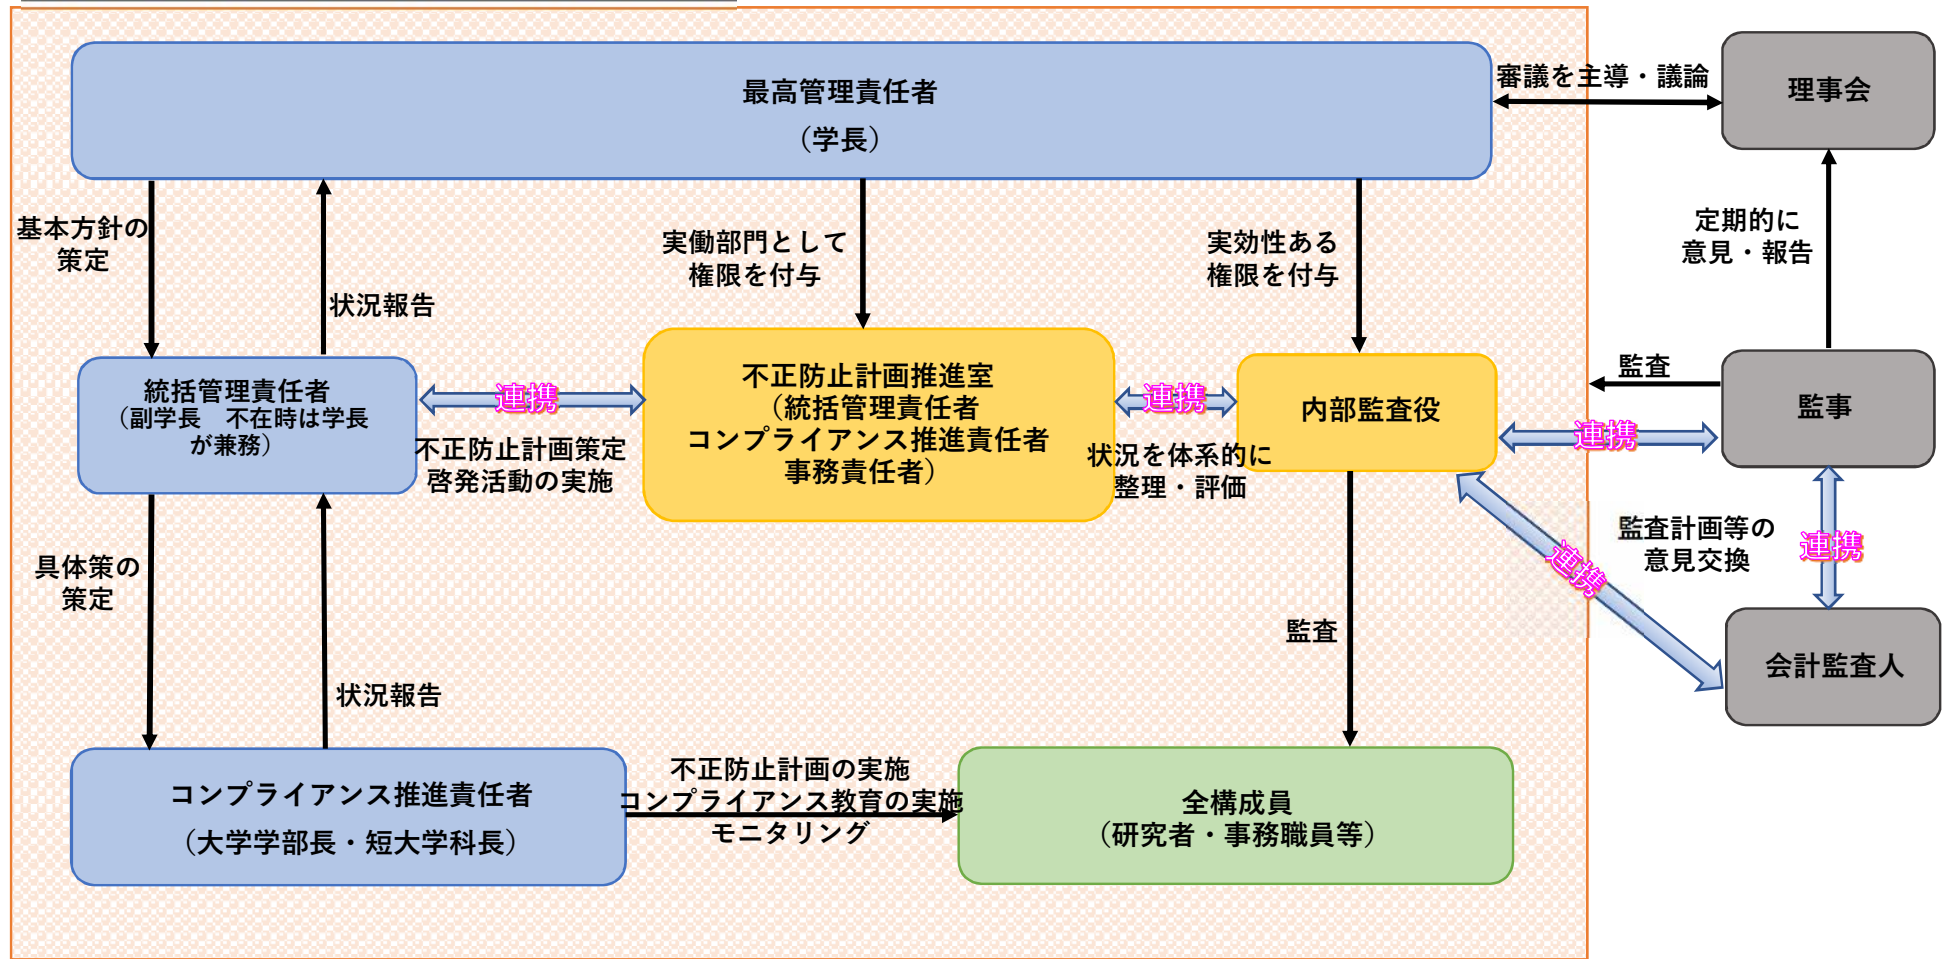 最高管理責任者
（学長）
審議を主導・議論
理事会
基本方針の
策定
状況報告
実働部門として
権限を付与
実効性ある
権限を付与
定期的に
意見・報告
統括管理責任者
（副学長　不在時は学長
が兼務）
連携
不正防止計画策定
啓発活動の実施
不正防止計画推進室
（統括管理責任者
コンプライアンス推進責任者
事務責任者）
連携
状況を体系的に
整理・評価
内部監査役
監査
連携
監事
具体策の
策定
状況報告
監査
連携
監査計画等の
意見交換
連携
会計監査人
コンプライアンス推進責任者
（大学学部長・短大学科長）
不正防止計画の実施
コンプライアンス教育の実施
モニタリング
全構成員
（研究者・事務職員等）